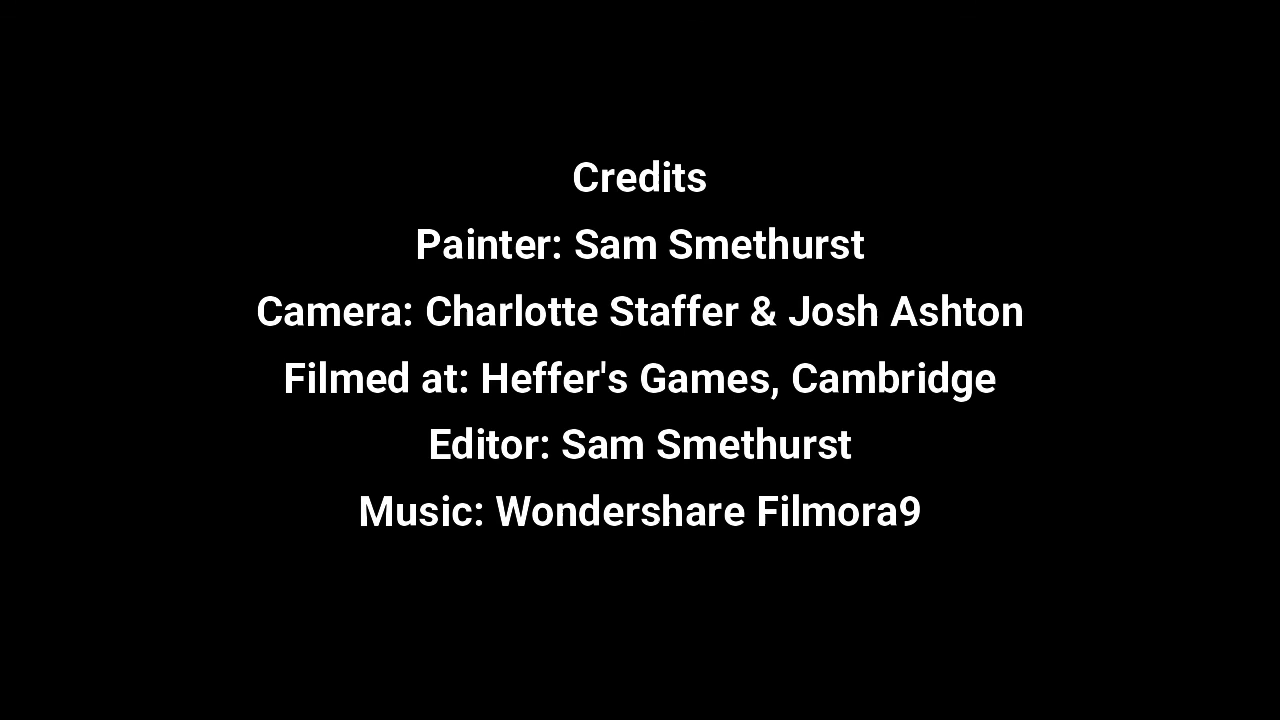 Credits
Painter: Sam Smethurst
Camera: Charlotte Staffer & Josh Ashton
Filmed at: Heffer's Games, Cambridge
Editor: Sam Smethurst
Music: Wondershare Filmora9